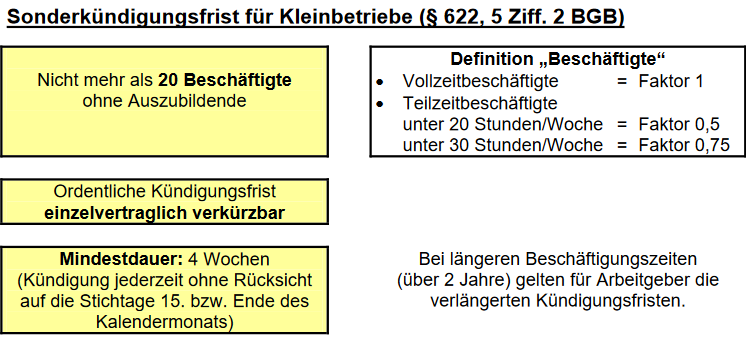 Sonderkündigungsfrist für Kleinbetriebe (§ 622, 5 Ziff. 2 BGB)
Nicht mehr als 20 Beschäftigte
ohne Auszubildende
Definition „Beschäftigte“
• Vollzeitbeschäftigte = Faktor 1
• Teilzeitbeschäftigte
unter 20 Stunden/Woche = Faktor 0,5
unter 30 Stunden/Woche = Faktor 0,75
Ordentliche Kündigungsfrist
einzelvertraglich verkürzbar
Mindestdauer: 4 Wochen
(Kündigung jederzeit ohne Rücksicht
auf die Stichtage 15. bzw. Ende des
Kalendermonats)
Bei längeren Beschäftigungszeiten
(über 2 Jahre) gelten für Arbeitgeber die
verlängerten Kündigungsfristen.